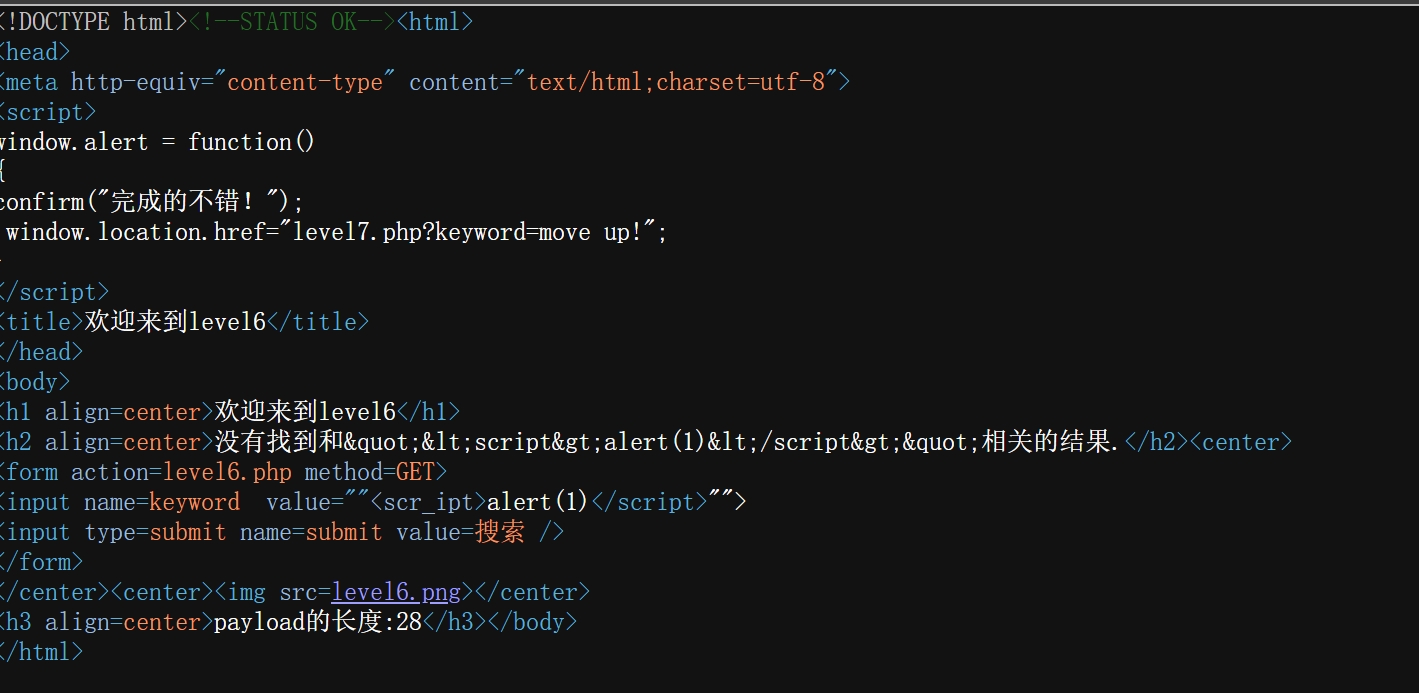 <!DOCTYPE html><!--STATUS OK--><html>
<head>
<meta http-equiv="content-type" content="text/html;charset=utf-8">
<script>
window.alert = function()
{
confirm("完成的不错！");
 window.location.href="level7.php?keyword=move up!";
</script>
<title>欢迎来到level6</title>
</head>
<body>
<h1 align=center>欢迎来到level6</h1>
<h2 align=center>没有找到和&quot;&lt;script&gt;alert(1)&lt;/script&gt;&quot;相关的结果.</h2><center>
<form action=level6.php method=GET>
<input name=keyword  value=""<scr_ipt>alert(1)</script>"">
<input type=submit name=submit value=搜索 />
</form>
</center><center><img src=level6.png></center>
<h3 align=center>payload的长度:28</h3></body>
</html>